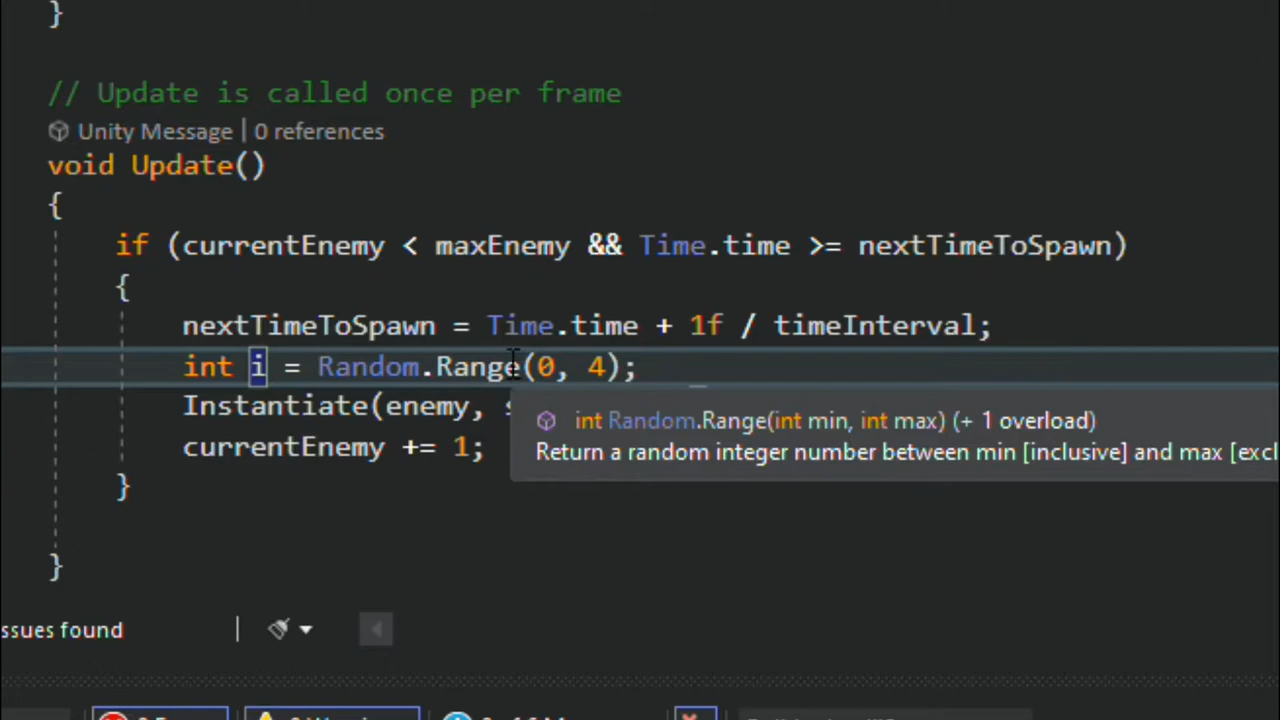 }
// Update is called once per frame
Unity Message | 0 references
void Update()
{
if (currentEnemy < maxEnemy && Time.time >= nextTimeToSpawn)
{
nextTimeToSpawn = Time.time + 1f / timeInterval;
int i = Random.Range(0, 4);
Instantiate(enemy, s
int Random.Range(int min, int max) (+ 1 overload)
currentEnemy += 1;
Return a random integer number between min [inclusive] and max [excl
}
}
ssues found